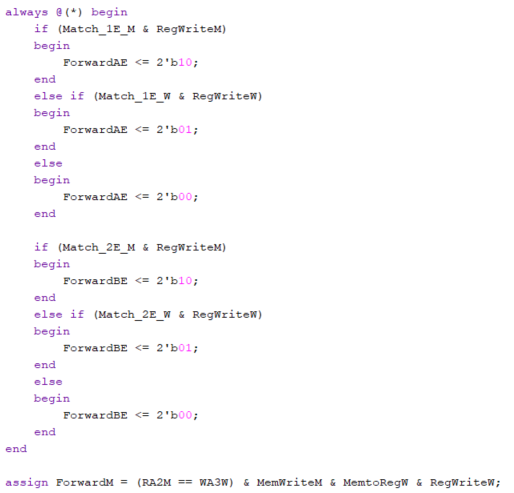 always @(*) begin
    if (Match_1E_M & RegWriteM)
    begin
        ForwardAE <= 2'b10;
    end
    else if (Match_1E_W & RegWriteW)
    begin
        ForwardAE <= 2'b01;
    end
    else
    begin
        ForwardAE <= 2'b00;
    end

    if (Match_2E_M & RegWriteM)
    begin
        ForwardBE <= 2'b10;
    end
    else if (Match_2E_W & RegWriteW)
    begin
        ForwardBE <= 2'b01;
    end
    else
    begin
        ForwardBE <= 2'b00;
    end
end

assign ForwardM = (RA2M == WA3W) & MemWriteM & MemtoRegW & RegWriteW;